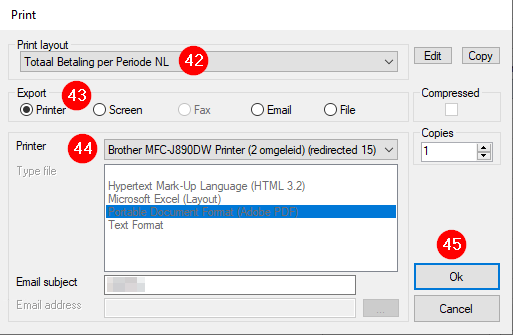 Print
Print layout
Totaal Betaling per Periode NL
42
Edit
Copy
Export
43
Printer
Screen
Fax
Email
File
Compressed
Printer
44
Brother MFC-J890DW Printer (2 omgeleid) (redirected 15)
Copies
1
Type file
Hypertext Mark-Up Language (HTML 3.2)
Microsoft Excel (Layout)
Portable Document Format (Adobe PDF)
Text Format
45
Ok
Email subject
Email address
...
Cancel